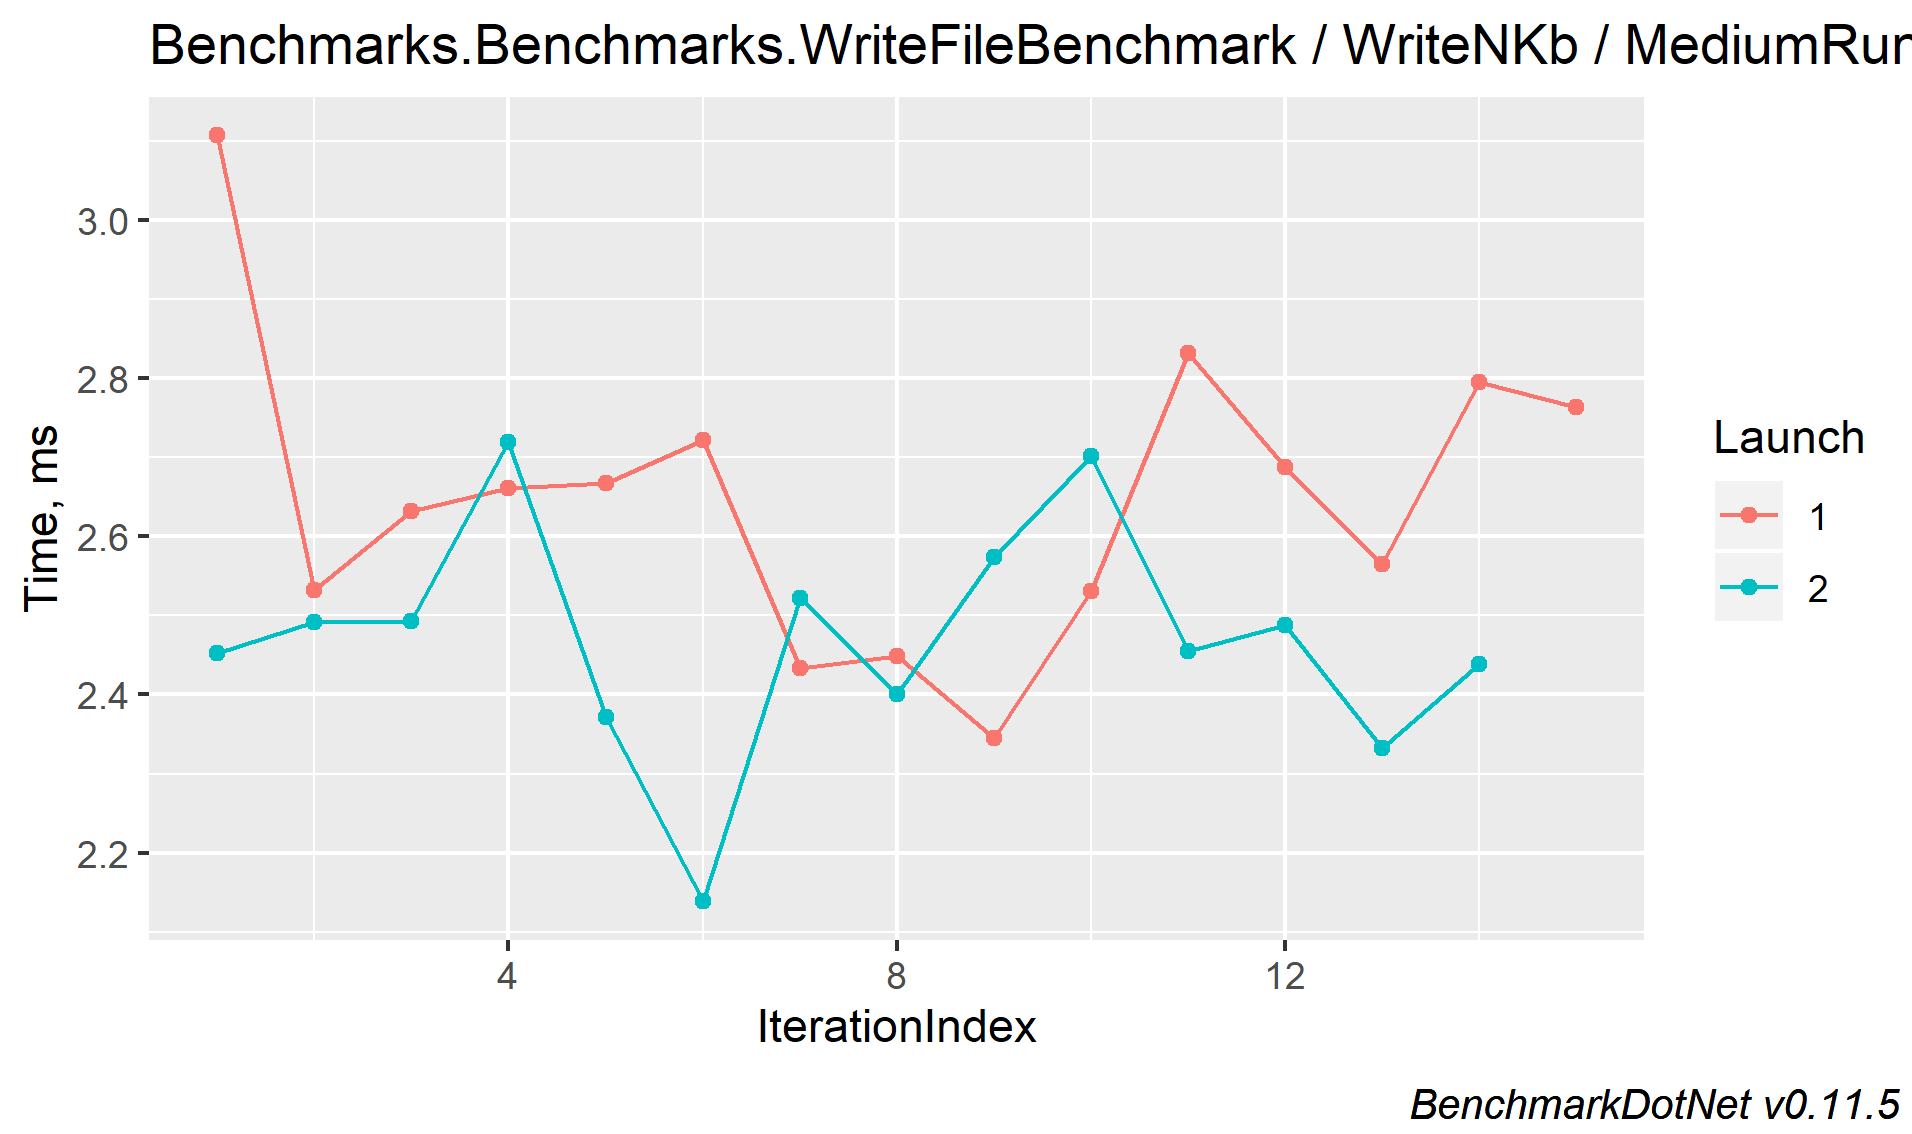 Benchmarks.Benchmarks.WriteFileBenchmark / WriteNKb / MediumRun
3.0
2.8
2.6
2.4
2.2
Time, ms
4 8 12
IterationIndex
Launch
1
2
BenchmarkDotNet v0.11.5